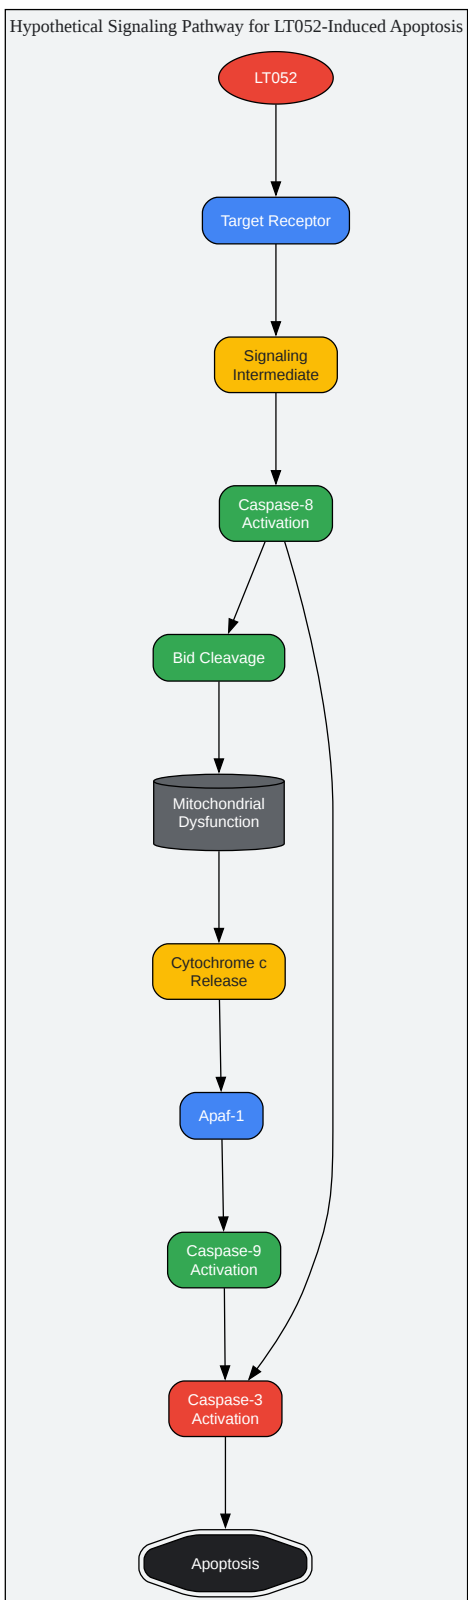 Hypothetical Signaling Pathway for LT052-Induced Apoptosis
LT052
Target Receptor
Signaling
Intermediate
Caspase-8
Activation
Bid Cleavage
Mitochondrial
Dysfunction
Cytochrome c
Release
Apaf-1
Caspase-9
Activation
Caspase-3
Activation
Apoptosis